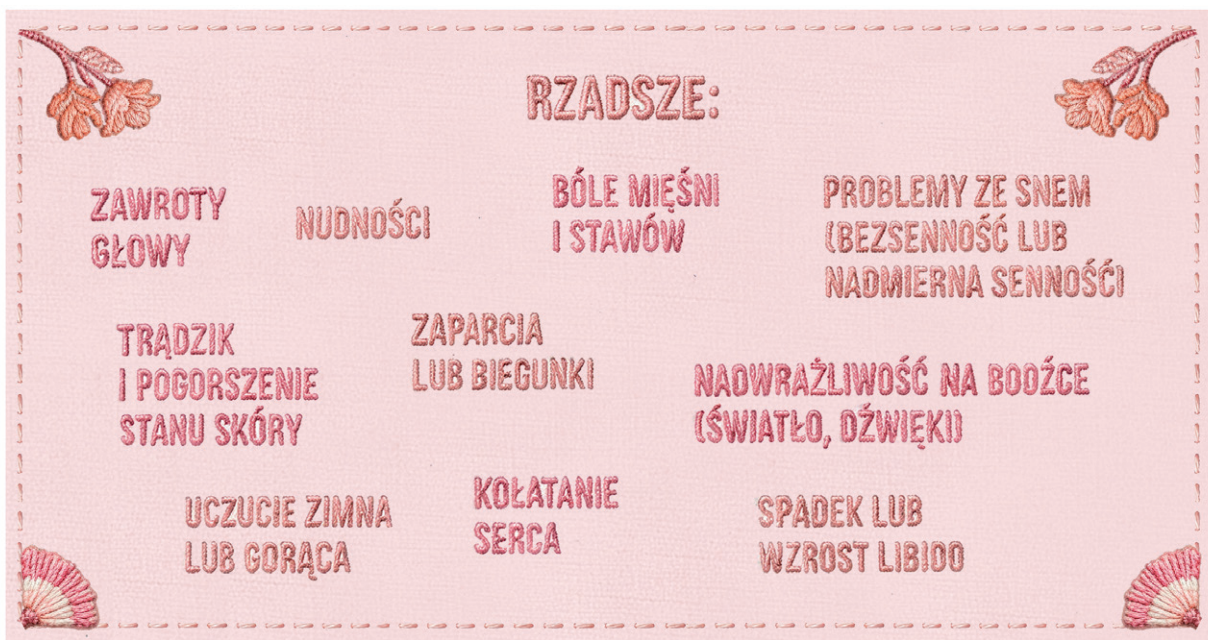 RZADSZE:
ZAWROTY
GŁOWY
NUDNOŚCI
BÓLE MIĘŚNI
I STAWÓW
PROBLEMY ZE SNEM
(BEZSENNOŚĆ LUB
NADMIERNA SENNOŚĆ)
TRĄDZIK
I POGORSZENIE
STANU SKÓRY
ZAPARCIA
LUB BIEGUNKI
NADWRAŻLIWOŚĆ NA BODŹCE
(ŚWIATŁO, DŹWIĘKI)
UCZUCIE ZIMNA
LUB GORĄCA
KOŁATANIE
SERCA
SPADEK LUB
WZROST LIBIDO